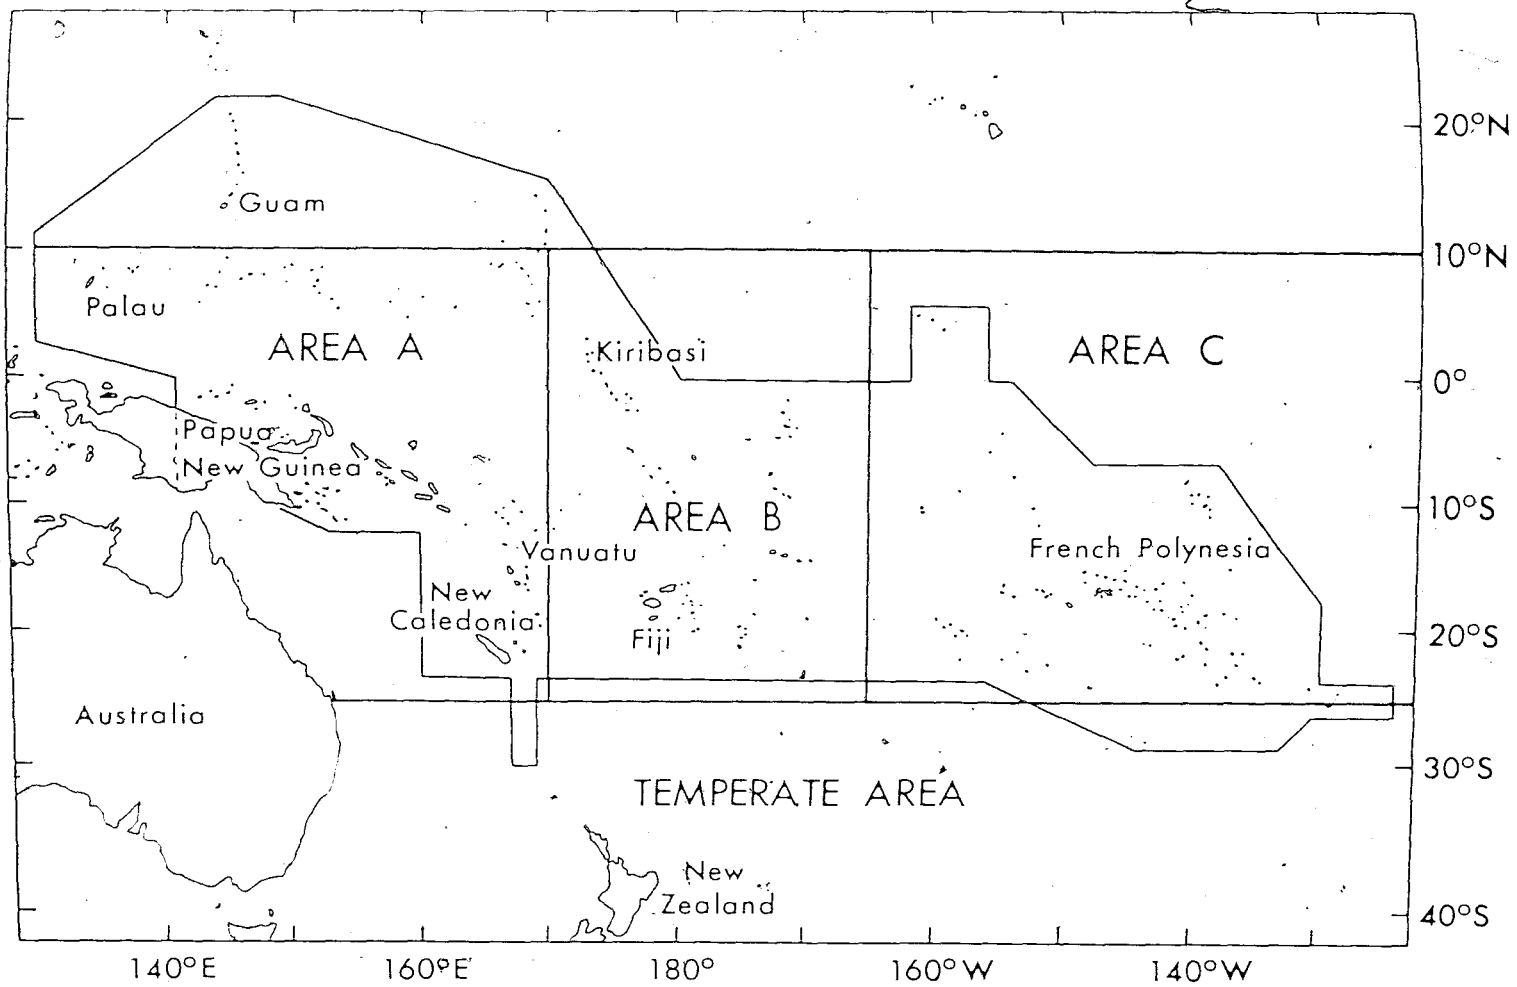 20°N
Guam
10°N
Palau
AREA A
Kiribasi
AREA C
0°
Papua
New Guinea
AREA B
10°S
Vanuatu
French Polynesia
New
Caledonia
Fiji
20°S
Australia
30°S
TEMPERATE AREA
New
Zealand
40°S
140°E
160°E
180°
160°W
140°W